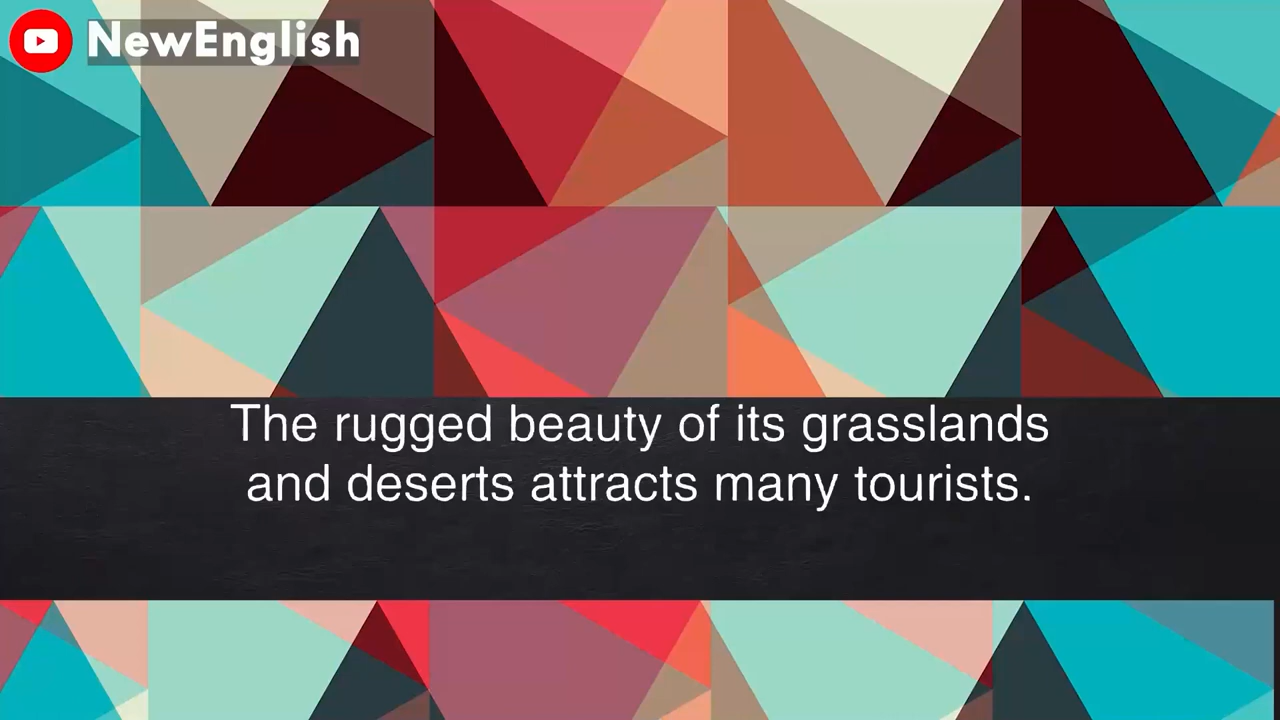 NewEnglish
The rugged beauty of its grasslands
and deserts attracts many tourists.